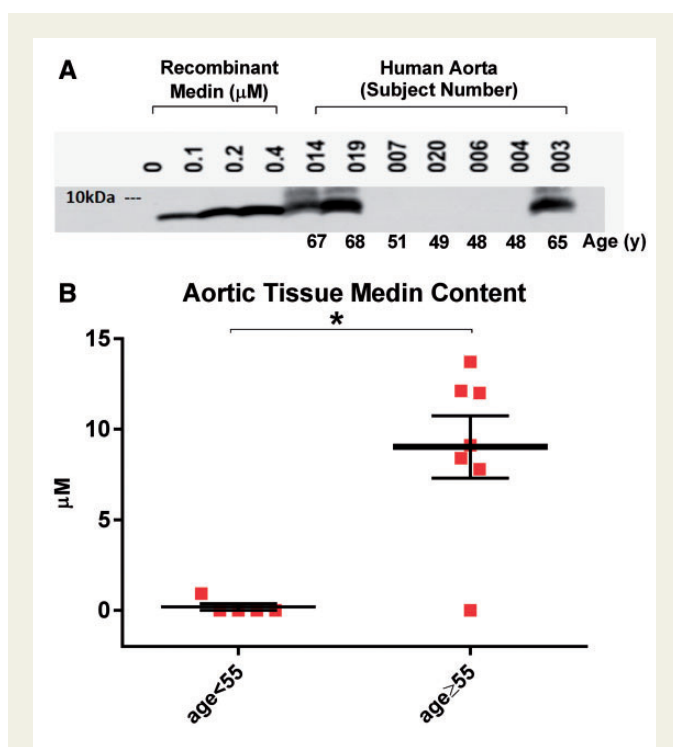 A
Recombinant Medin (μM)
Human Aorta (Subject Number)
0 0.1 0.2 0.4 014 019 007 020 006 004 003
10kDa ---
67 68 51 49 48 48 65 Age (y)
B
Aortic Tissue Medin Content
*
15
10
5
0
μM
age<55
age≥55